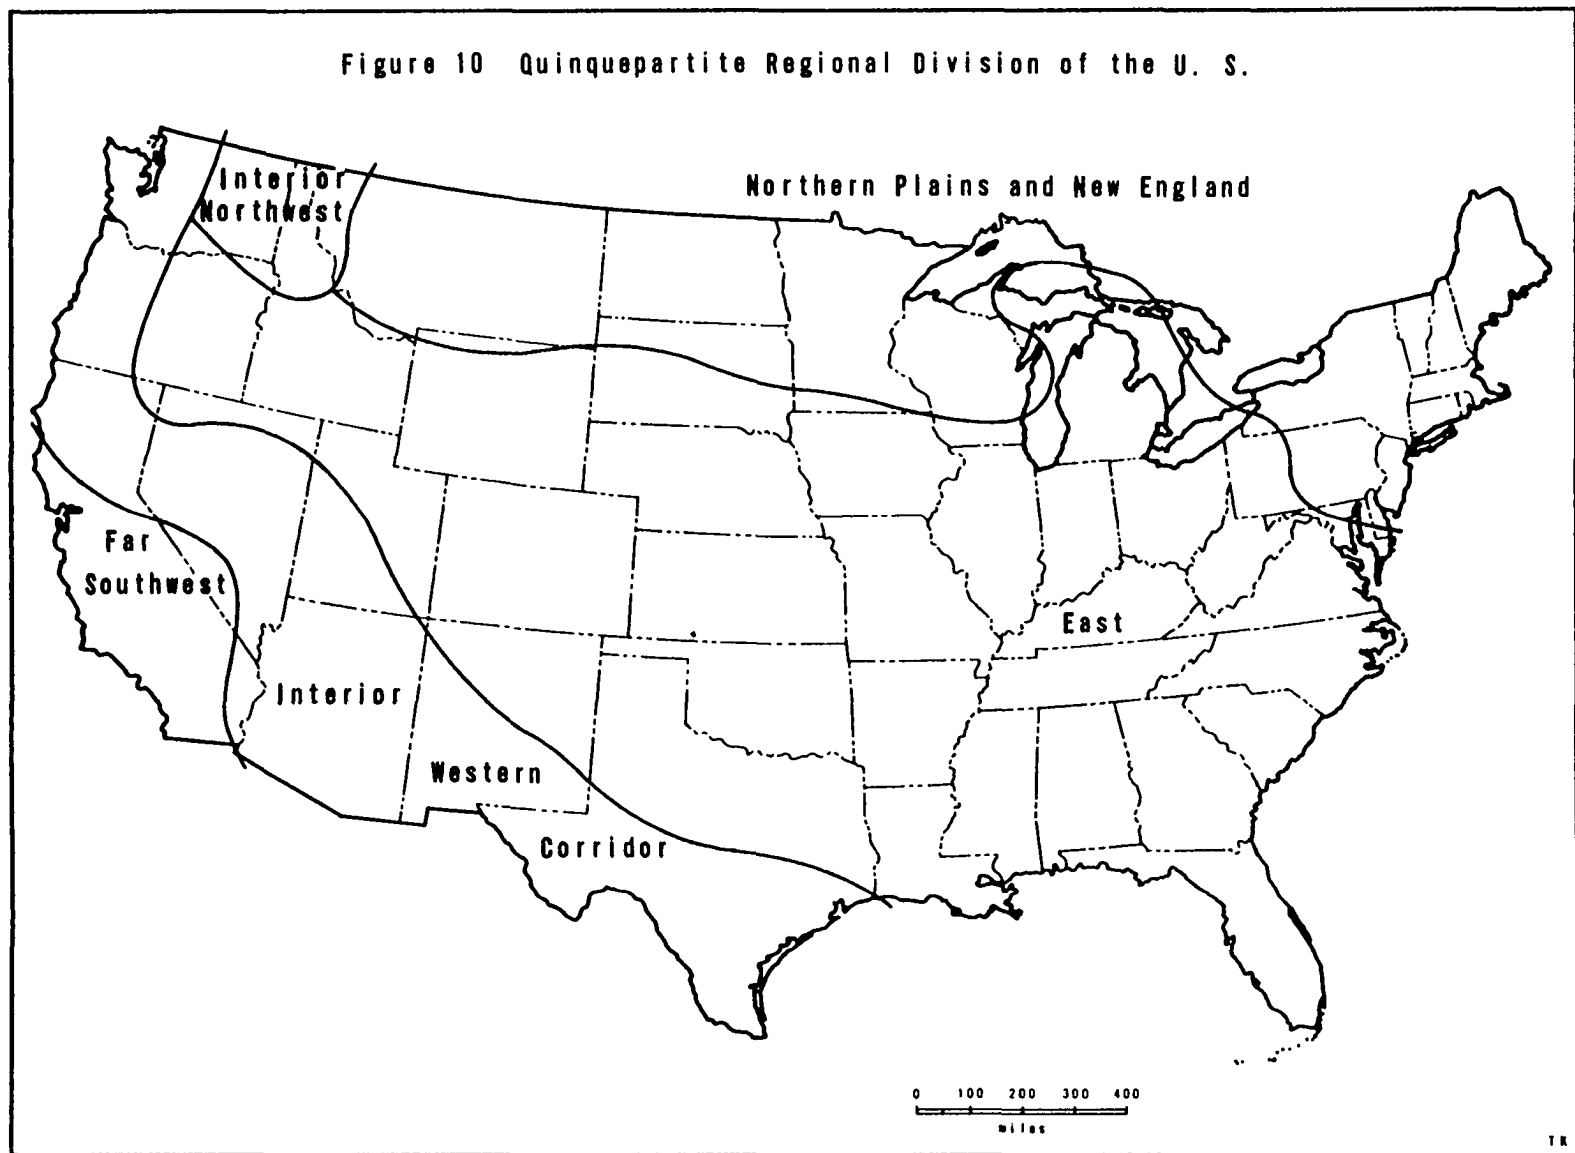 Figure 10 Quinquepartite Regional Division of the U. S.
Interior
Northwest
Northern Plains and New England
Far
Southwest
East
Interior
Western
Corridor
0 100 200 300 400
miles
TK